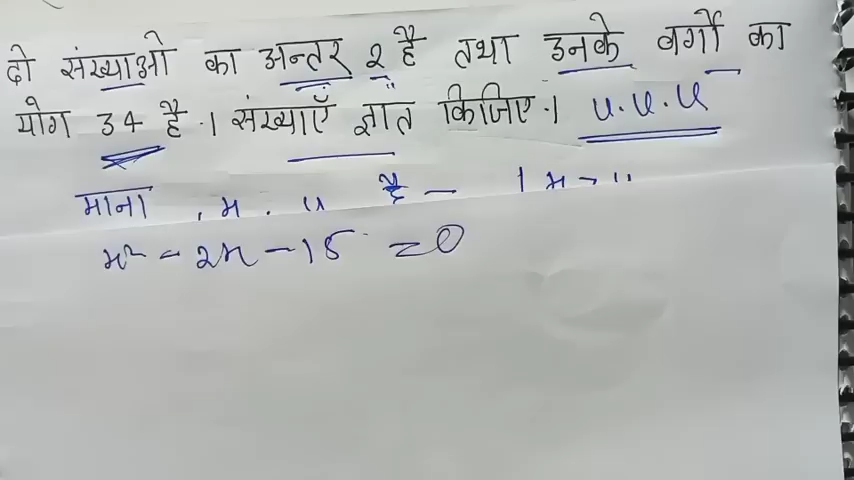 दो संख्याओ का अन्तर 2 है तथा उनके वर्गों का
योग 34 है । संख्याएँ ज्ञात किजिए । U.U.U
माना
x² - 2x - 15 = 0